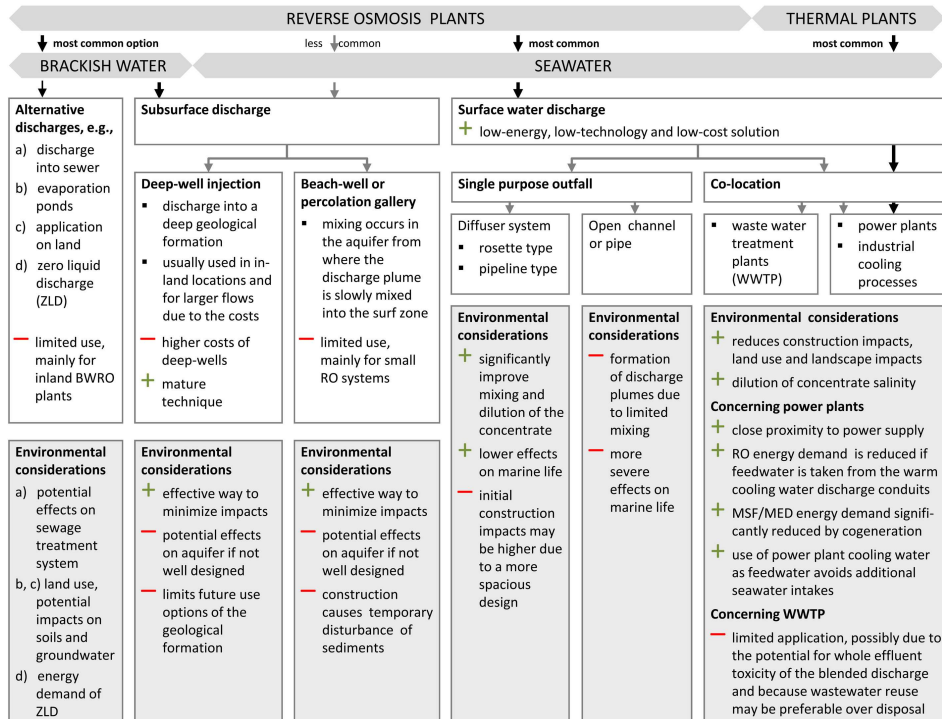 REVERSE OSMOSIS PLANTS
THERMAL PLANTS
most common option
less common
most common
most common
BRACKISH WATER
SEAWATER
Alternative
discharges, e.g.,
a) discharge
into sewer
b) evaporation
ponds
c) application
on land
d) zero liquid
discharge
(ZLD)
— limited use,
mainly for
inland BWRO
plants
Environmental
considerations
a) potential
effects on
sewage
treatment
system
b, c) land use,
potential
impacts on
soils and
groundwater
d) energy
demand of
ZLD
Subsurface discharge
Deep-well injection
▪ discharge into a
deep geological
formation
▪ usually used in in-
land locations and
for larger flows
due to the costs
— higher costs of
deep-wells
+ mature
technique
Environmental
considerations
+ effective way to
minimize impacts
— potential effects
on aquifer if not
well designed
— limits future use
options of the
geological
formation
Beach-well or
percolation gallery
▪ mixing occurs in
the aquifer from
where the
discharge plume
is slowly mixed
into the surf zone
— limited use,
mainly for small
RO systems
Environmental
considerations
+ effective way to
minimize impacts
— potential effects
on aquifer if not
well designed
— construction
causes temporary
disturbance of
sediments
Surface water discharge
+ low-energy, low-technology and low-cost solution
Single purpose outfall
Diffuser system
▪ rosette type
▪ pipeline type
Environmental
considerations
+ significantly
improve
mixing and
dilution of the
concentrate
+ lower effects
on marine life
— initial
construction
impacts may
be higher due
to a more
spacious
design
Open channel
or pipe
Environmental
considerations
— formation
of discharge
plumes due to
limited
mixing
— more
severe
effects on
marine life
Co-location
▪ waste water
treatment
plants
(WWTP)
▪ power plants
▪ industrial
cooling
processes
Environmental considerations
+ reduces construction impacts,
land use and landscape impacts
+ dilution of concentrate salinity
Concerning power plants
+ close proximity to power supply
+ RO energy demand is reduced if
feedwater is taken from the warm
cooling water discharge conduits
+ MSF/MED energy demand signifi-
cantly reduced by cogeneration
+ use of power plant cooling water
as feedwater avoids additional
seawater intakes
Concerning WWTP
— limited application, possibly due to
the potential for whole effluent
toxicity of the blended discharge
and because wastewater reuse
may be preferable over disposal